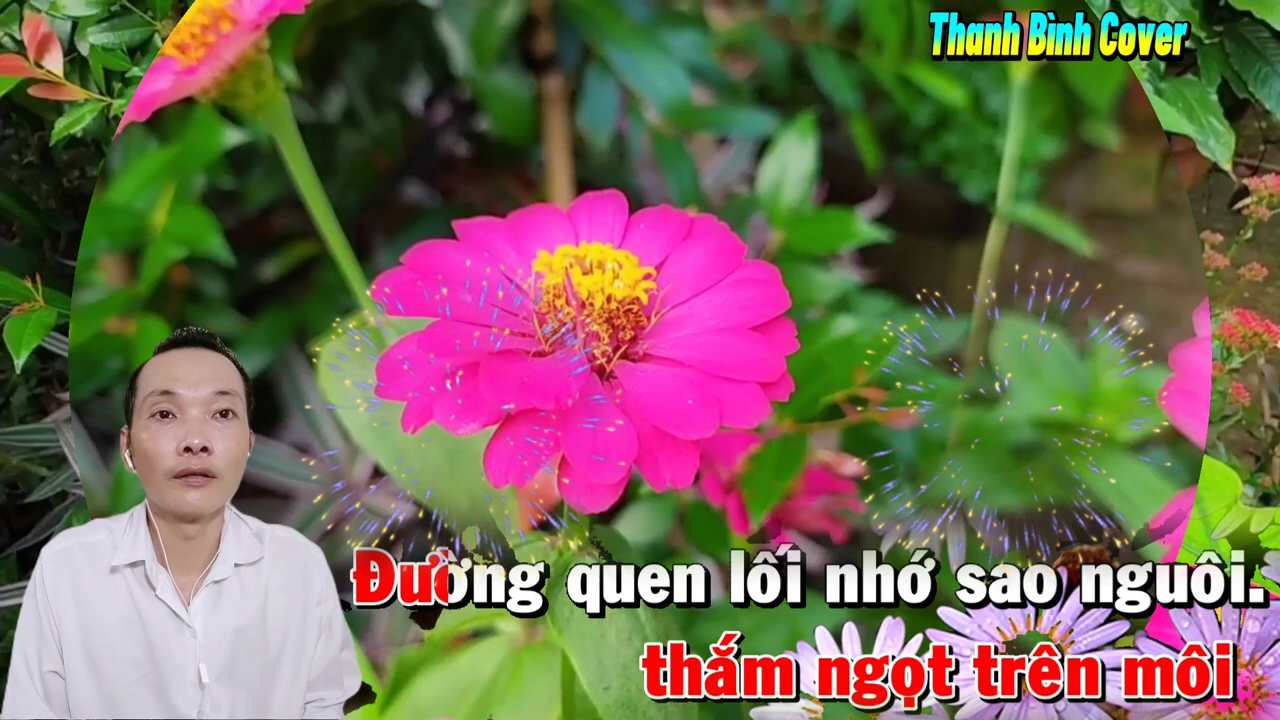 Thanh Bình Cover
Đường quen lối nhớ sao nguôi.
thắm ngọt trên môi